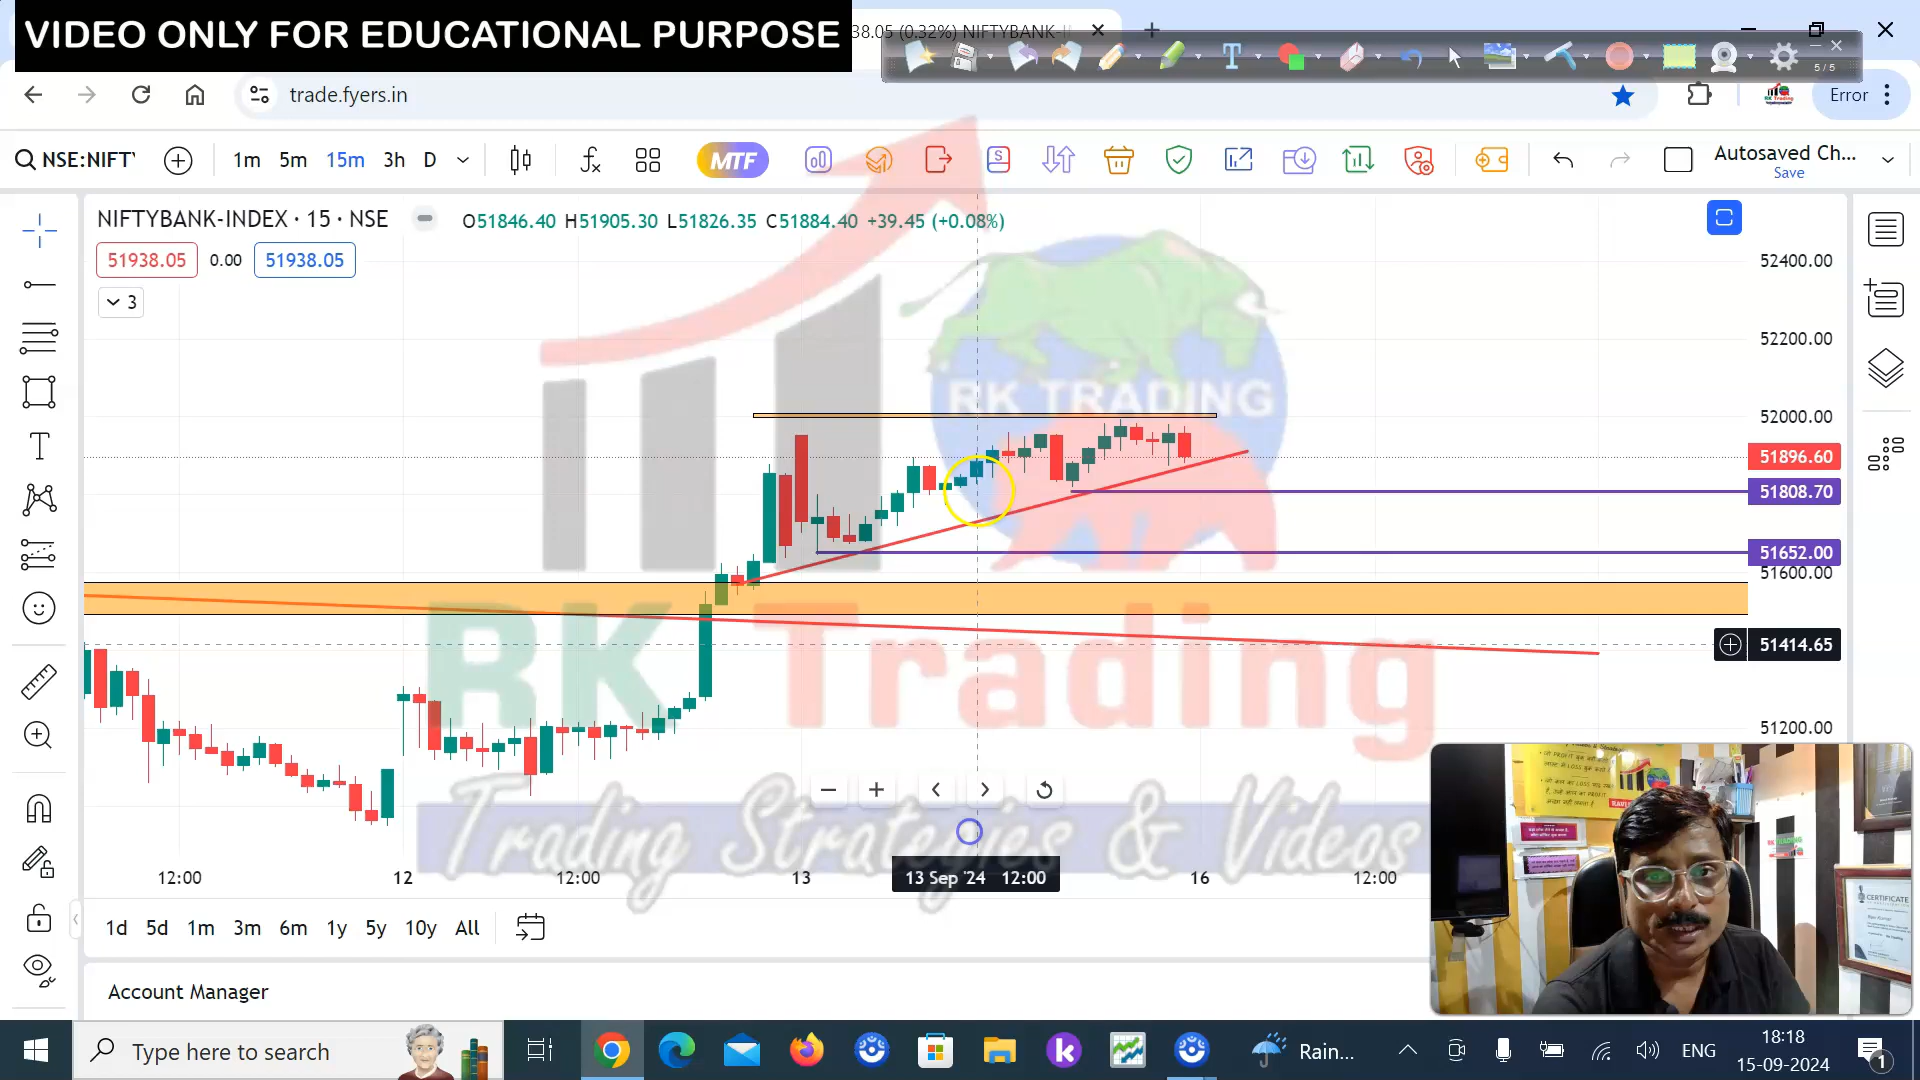 VIDEO ONLY FOR EDUCATIONAL PURPOSE
38.05 (0.32%) NIFTYBANK-I
5/5
trade.fyers.in
Error
NSE:NIFTY
1m 5m 15m 3h D
MTF
Autosaved Ch...
Save
NIFTYBANK-INDEX · 15 · NSE
O51846.40 H51905.30 L51826.35 C51884.40 +39.45 (+0.08%)
51938.05 0.00 51938.05
3
52400.00
52200.00
RK TRADING
52000.00
51896.60
51808.70
51652.00
51600.00
RK Trading
51414.65
51200.00
Trading Strategies & Videos
12:00 12 12:00 13 13 Sep '24 12:00 16 12:00
1d 5d 1m 3m 6m 1y 5y 10y All
CERTIFICATE
Account Manager
Type here to search
Rain...
ENG
18:18
15-09-2024
1